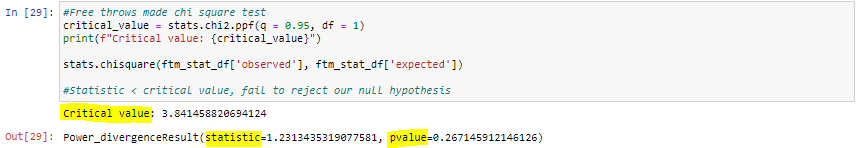 In [29]: #Free throws made chi square test
critical_value = stats.chi2.ppf(q = 0.95, df = 1)
print(f"Critical value: {critical_value}")
stats.chisquare(ftm_stat_df['observed'], ftm_stat_df['expected'])
#Statistic < critical value, fail to reject our null hypothesis
Critical value: 3.841458820694124
Out[29]: Power_divergenceResult(statistic=1.2313435319077581, pvalue=0.267145912146126)